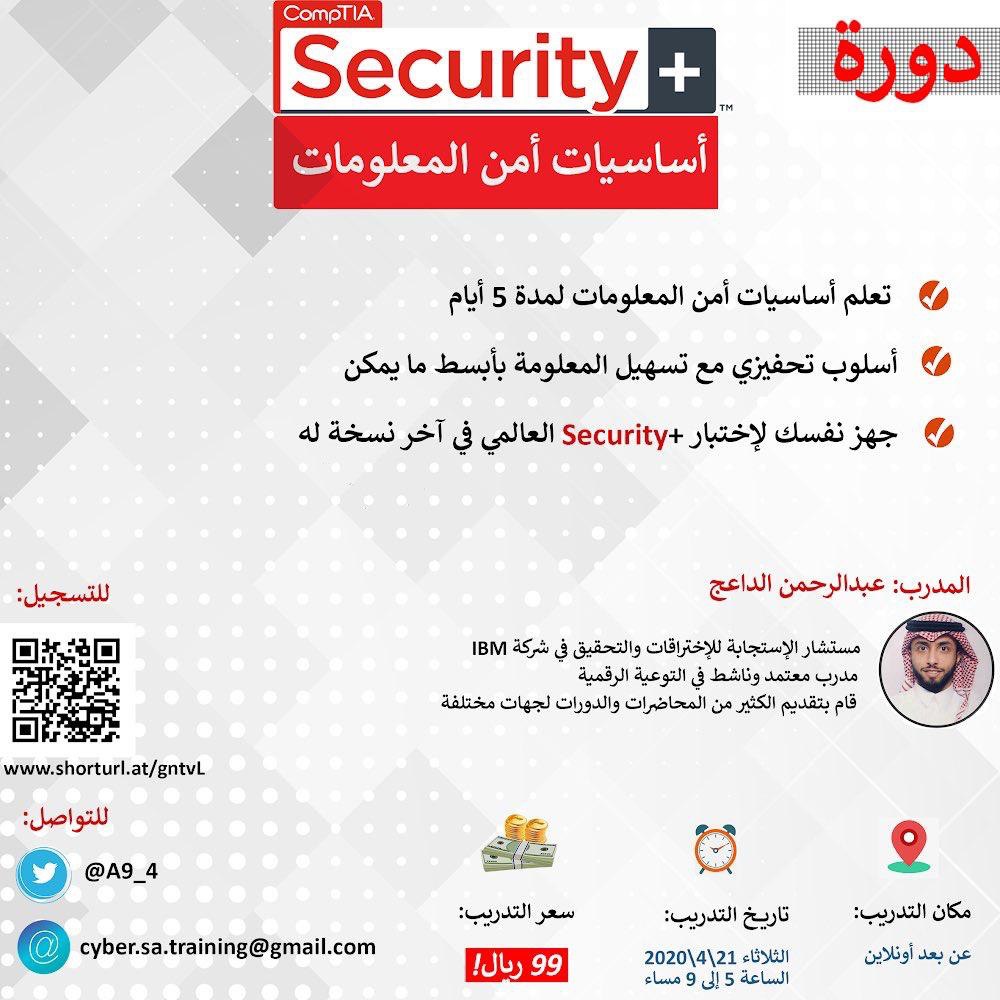 دورة
CompTIA.
Security+
TM
أساسيات أمن المعلومات
تعلم أساسيات أمن المعلومات لمدة 5 أيام
أسلوب تحفيزي مع تسهيل المعلومة بأبسط ما يمكن
جهز نفسك لإختبار +Security العالمي في آخر نسخة له
المدرب: عبدالرحمن الداعج
مستشار الإستجابة للإختراقات والتحقيق في شركة IBM
مدرب معتمد وناشط في التوعية الرقمية
قام بتقديم الكثير من المحاضرات والدورات لجهات مختلفة
للتسجيل:
www.shorturl.at/gntvL
مكان التدريب:
عن بعد أونلاين
تاريخ التدريب:
الثلاثاء 21\4\2020
الساعة 5 إلى 9 مساء
سعر التدريب:
99 ريال!
للتواصل:
@A9_4
cyber.sa.training@gmail.com